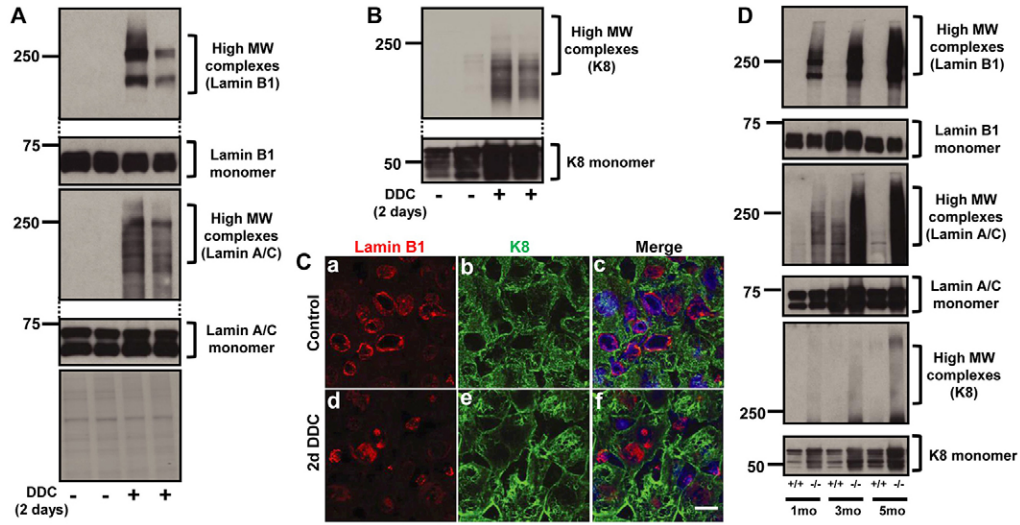 A
250
High MW
complexes
(Lamin B1)
75
Lamin B1
monomer
250
High MW
complexes
(Lamin A/C)
75
Lamin A/C
monomer
DDC - - + +
(2 days)
B
250
High MW
complexes
(K8)
50
K8 monomer
DDC - - + +
(2 days)
C
Lamin B1 K8 Merge
Control
a b c
2d DDC
d e f
D
250
High MW
complexes
(Lamin B1)
75
Lamin B1
monomer
250
High MW
complexes
(Lamin A/C)
75
Lamin A/C
monomer
High MW
complexes
(K8)
250
50
K8 monomer
+/+ -/- +/+ -/- +/+ -/-
1mo 3mo 5mo